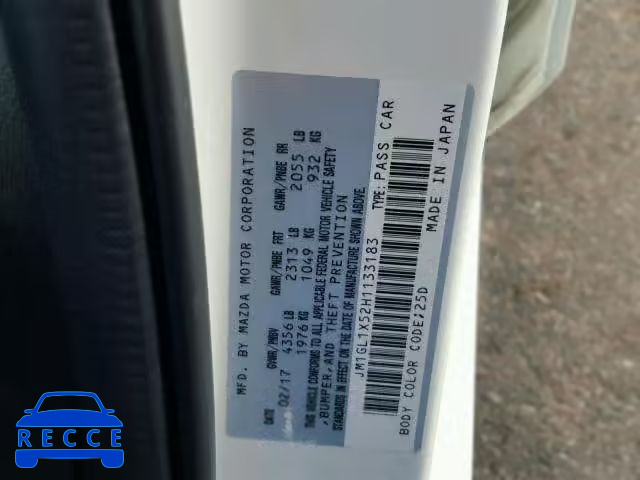 MFD. BY MAZDA MOTOR CORPORATION
DATE GVWR/MNBV GAWR/PNBE FRT GAWR/PNBE RR
02/17 4356 LB 2313 LB 2055 LB
1976 KG 1049 KG 932 KG
THIS VEHICLE CONFORMS TO ALL APPLICABLE FEDERAL MOTOR VEHICLE SAFETY
, BUMPER, AND THEFT PREVENTION
STANDARDS IN EFFECT ON THE DATE OF MANUFACTURE SHOWN ABOVE.
JM1GL1X52H1133183 TYPE: PASS CAR
BODY COLOR CODE:25D MADE IN JAPAN
RECCE